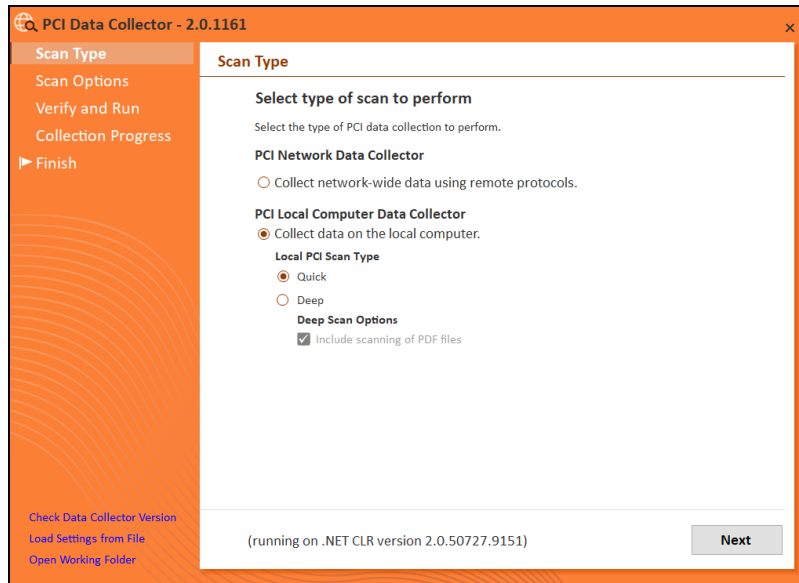 PCI Data Collector - 2.0.1161
Scan Type
Scan Options
Verify and Run
Collection Progress
Finish
Check Data Collector Version
Load Settings from File
Open Working Folder
Scan Type
Select type of scan to perform
Select the type of PCI data collection to perform.
PCI Network Data Collector
Collect network-wide data using remote protocols.
PCI Local Computer Data Collector
Collect data on the local computer.
Local PCI Scan Type
Quick
Deep
Deep Scan Options
Include scanning of PDF files
(running on .NET CLR version 2.0.50727.9151)
Next